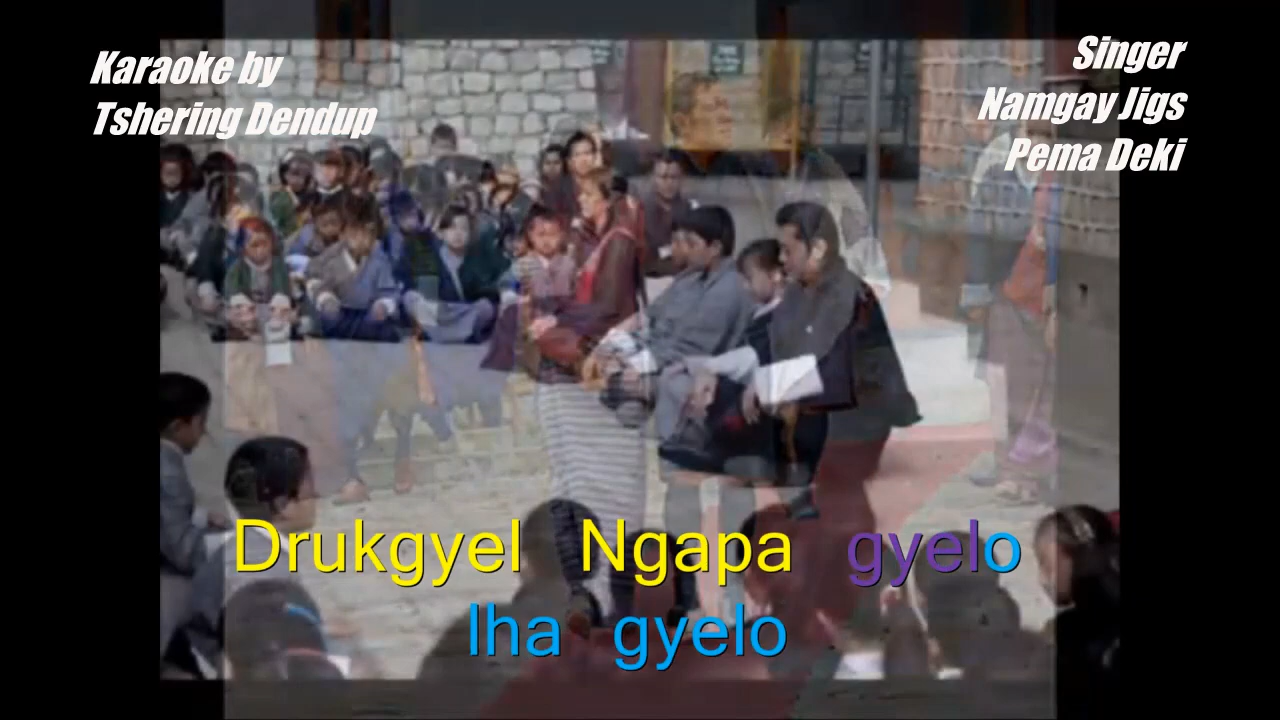 Karaoke by
Tshering Dendup
Singer
Namgay Jigs
Pema Deki
Drukgyel Ngapa gyelo
lha gyelo